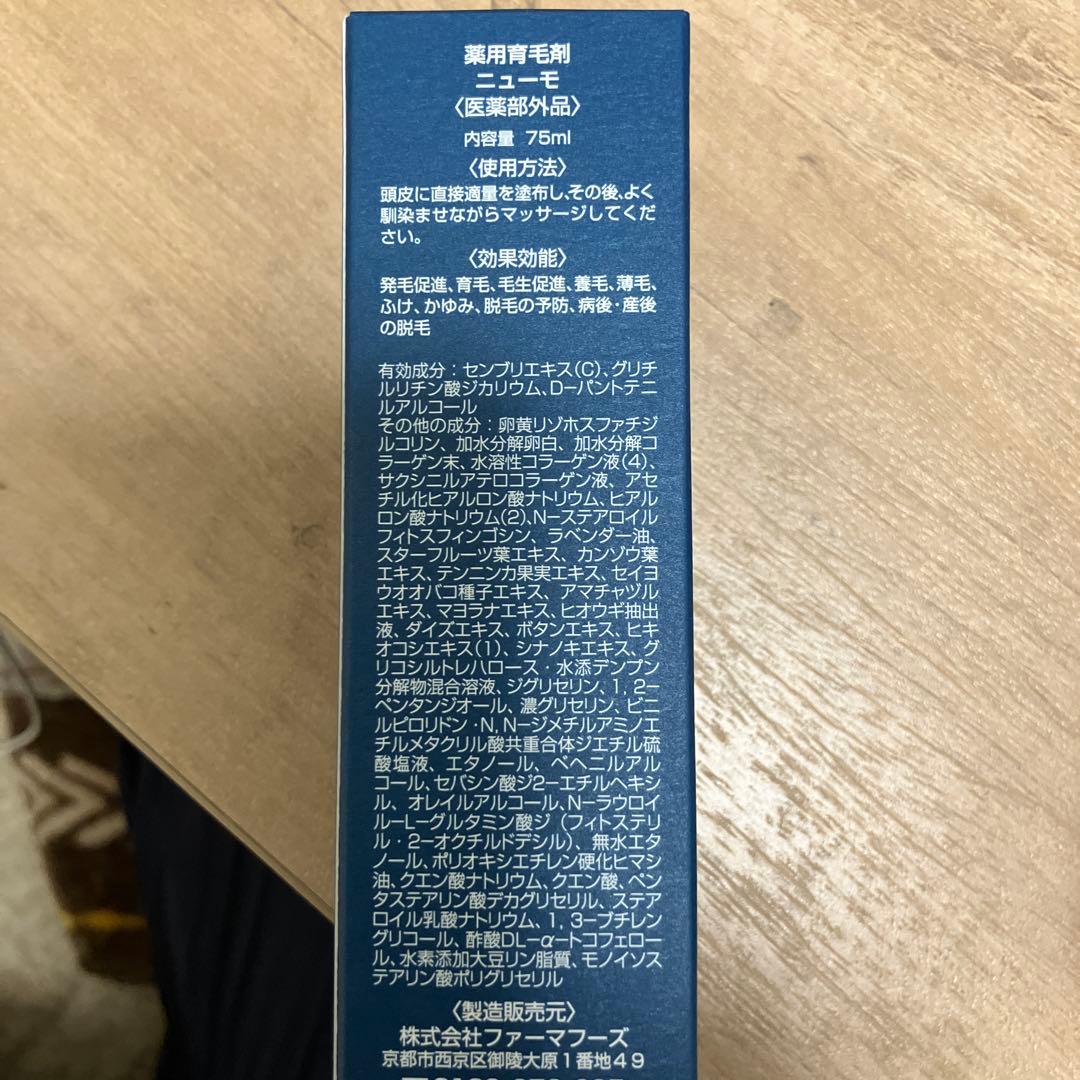 薬用育毛剤
ニューモ
〈医薬部外品〉
内容量 75ml
〈使用方法〉
頭皮に直接適量を塗布し、その後、よく
馴染ませながらマッサージしてくだ
さい。
〈効果効能〉
発毛促進、育毛、毛生促進、養毛、薄毛、
ふけ、かゆみ、脱毛の予防、病後・産後
の脱毛
有効成分：センブリエキス(C)、グリチ
ルリチン酸ジカリウム、D-パントテニ
ルアルコール
その他の成分：卵黄リゾホスファチジ
ルコリン、加水分解卵白、加水分解コ
ラーゲン末、水溶性コラーゲン液(4)、
サクシニルアテロコラーゲン液、アセ
チル化ヒアルロン酸ナトリウム、ヒアル
ロン酸ナトリウム(2)、N-ステアロイル
フィトスフィンゴシン、ラベンダー油、
スターフルーツ葉エキス、カンゾウ葉
エキス、テンニンカ果実エキス、セイヨ
ウオオバコ種子エキス、アマチャヅル
エキス、マヨラナエキス、ヒオウギ抽出
液、ダイズエキス、ボタンエキス、ヒキ
オコシエキス(1)、シナノキエキス、グ
リコシルトレハロース・水添デンプン
分解物混合溶液、ジグリセリン、1，2-
ペンタンジオール、濃グリセリン、ビニ
ルピロリドン・N，N-ジメチルアミノエ
チルメタクリル酸共重合体ジエチル硫
酸塩液、エタノール、ベヘニルアル
コール、セバシン酸ジ2-エチルヘキシ
ル、オレイルアルコール、N-ラウロイ
ル-L-グルタミン酸ジ（フィトステリ
ル・2-オクチルドデシル）、無水エタ
ノール、ポリオキシエチレン硬化ヒマシ
油、クエン酸ナトリウム、クエン酸、ペン
タステアリン酸デカグリセリル、ステア
ロイル乳酸ナトリウム、1，3-ブチレン
グリコール、酢酸DL-α-トコフェロー
ル、水素添加大豆リン脂質、モノイソス
テアリン酸ポリグリセリル
〈製造販売元〉
株式会社ファーマフーズ
京都市西京区御陵大原1番地49